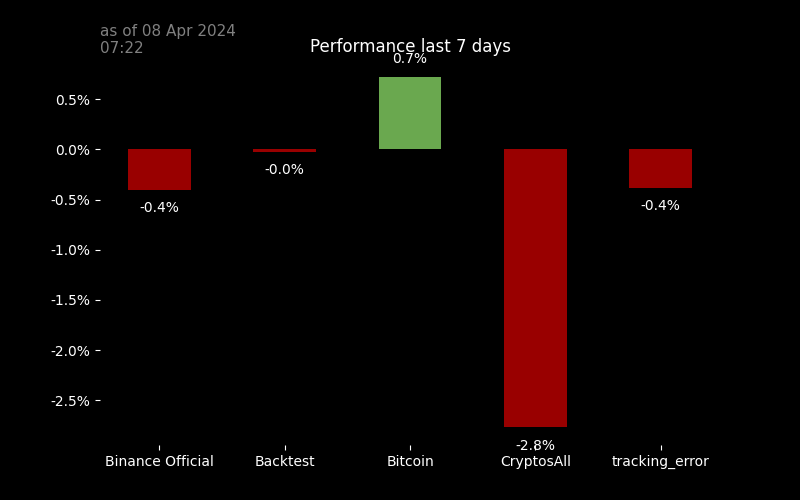 as of 08 Apr 2024
07:22
Performance last 7 days
0.7%
0.5%
0.0%
-0.0%
-0.4%
-0.4%
-0.5%
-1.0%
-1.5%
-2.0%
-2.5%
-2.8%
Binance Official
Backtest
Bitcoin
CryptosAll
tracking_error